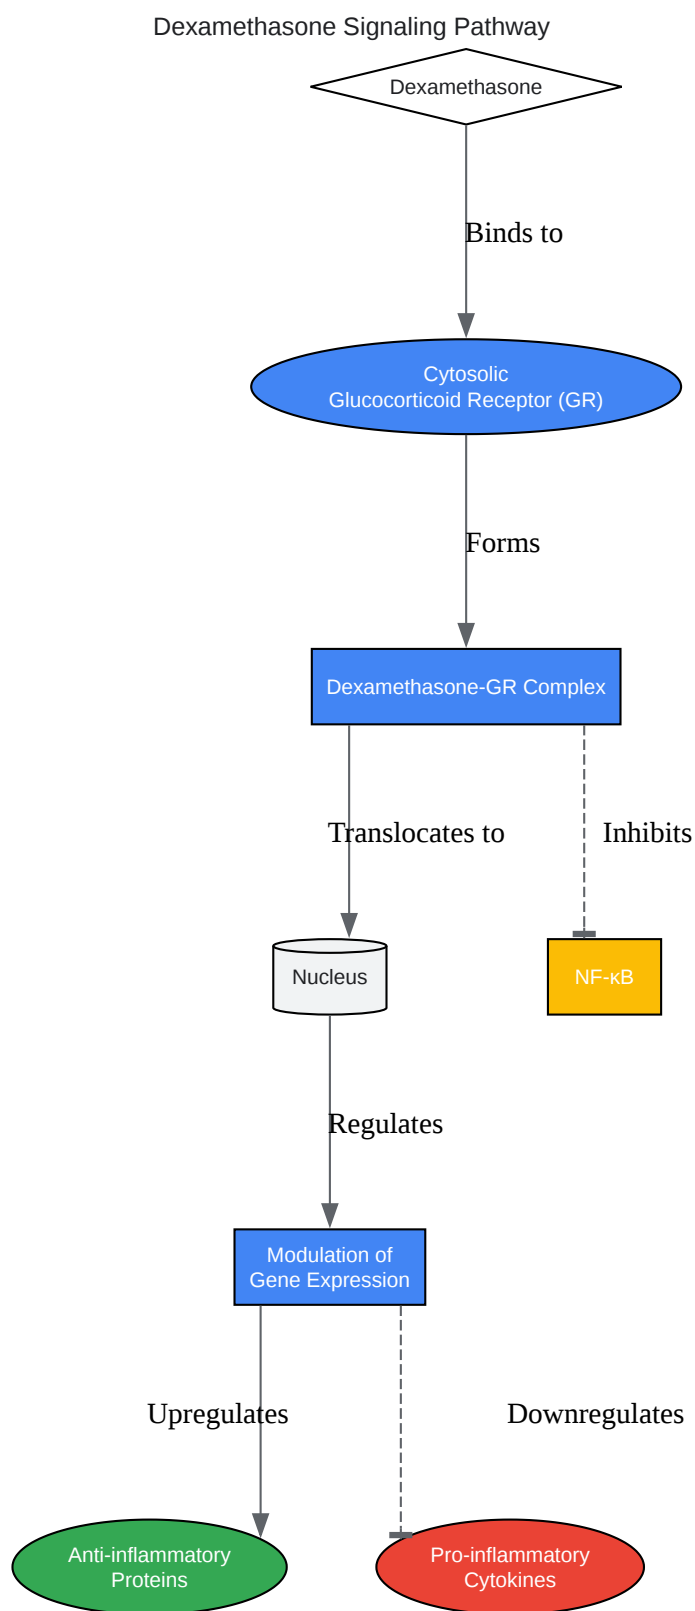 Dexamethasone Signaling Pathway
Dexamethasone
Binds to
Cytosolic
Glucocorticoid Receptor (GR)
Forms
Dexamethasone-GR Complex
Translocates to
Inhibits
Nucleus
NF-κB
Regulates
Modulation of
Gene Expression
Upregulates
Downregulates
Anti-inflammatory
Proteins
Pro-inflammatory
Cytokines